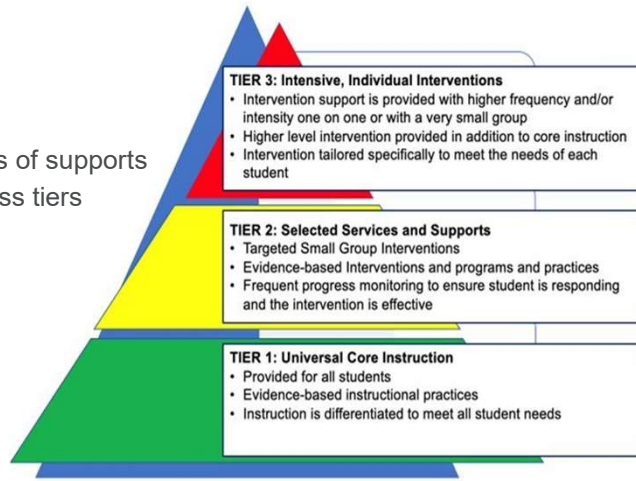 s of supports
ss tiers
TIER 3: Intensive, Individual Interventions
• Intervention support is provided with higher frequency and/or
intensity one on one or with a very small group
• Higher level intervention provided in addition to core instruction
• Intervention tailored specifically to meet the needs of each
student
TIER 2: Selected Services and Supports
• Targeted Small Group Interventions
• Evidence-based Interventions and programs and practices
• Frequent progress monitoring to ensure student is responding
and the intervention is effective
TIER 1: Universal Core Instruction
• Provided for all students
• Evidence-based instructional practices
• Instruction is differentiated to meet all student needs